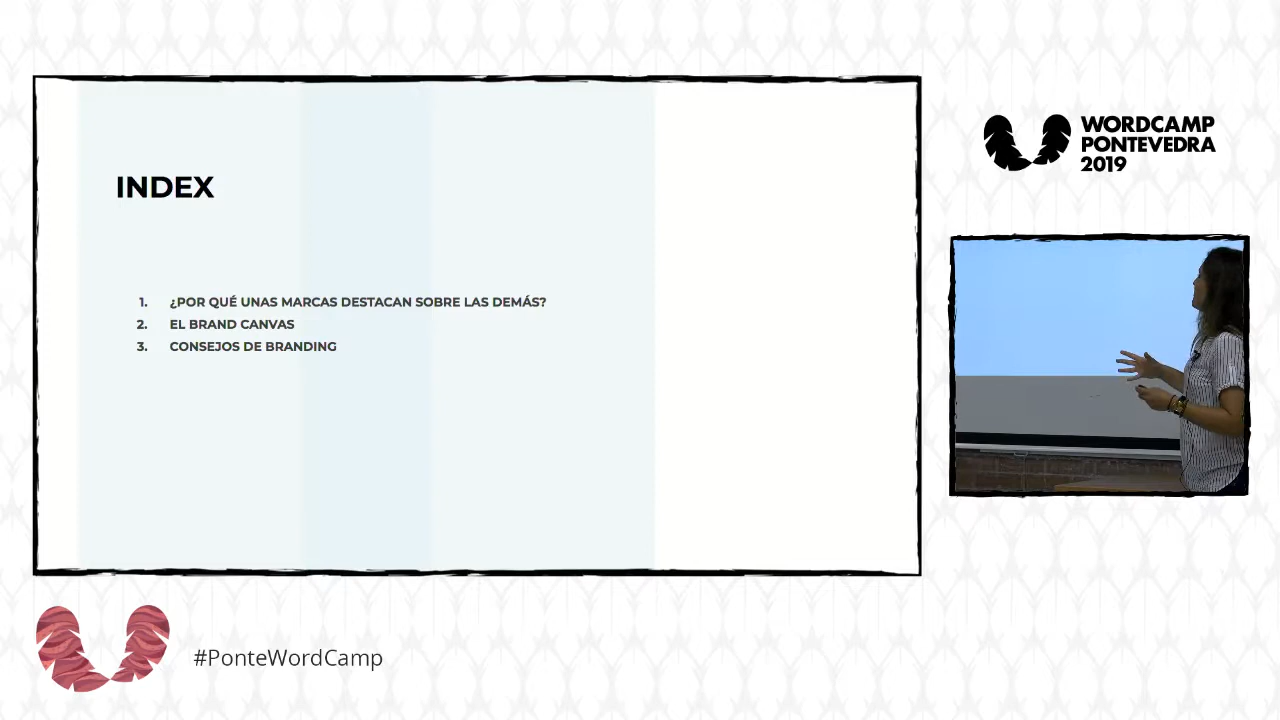 INDEX
1. ¿POR QUÉ UNAS MARCAS DESTACAN SOBRE LAS DEMÁS?
2. EL BRAND CANVAS
3. CONSEJOS DE BRANDING
WORDCAMP
PONTEVEDRA
2019
#PonteWordCamp